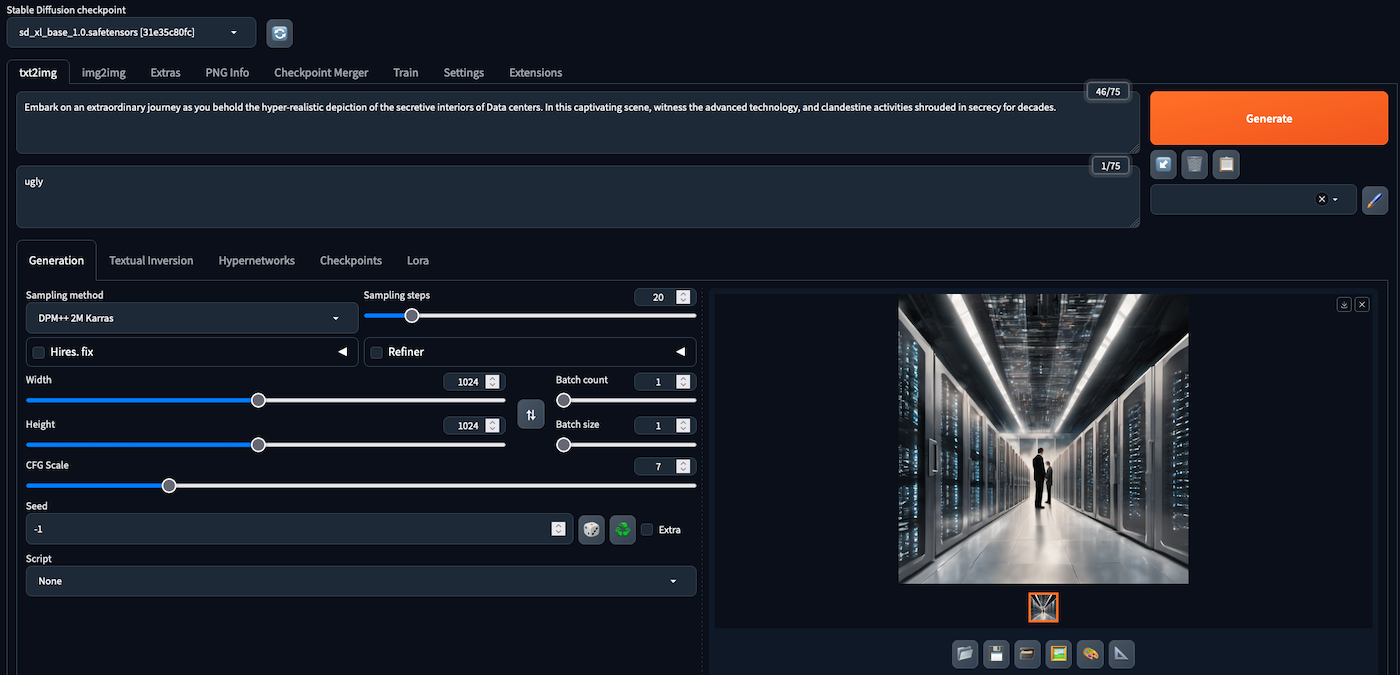 Stable Diffusion checkpoint
sd_xl_base_1.0.safetensors [31e35c80fc]
txt2img img2img Extras PNG Info Checkpoint Merger Train Settings Extensions
46/75
Embark on an extraordinary journey as you behold the hyper-realistic depiction of the secretive interiors of Data centers. In this captivating scene, witness the advanced technology, and clandestine activities shrouded in secrecy for decades.
Generate
1/75
ugly
Generation Textual Inversion Hypernetworks Checkpoints Lora
Sampling method Sampling steps 20
DPM++ 2M Karras
Hires. fix Refiner
Width 1024 Batch count 1
Height 1024 Batch size 1
CFG Scale 7
Seed
-1 Extra
Script
None